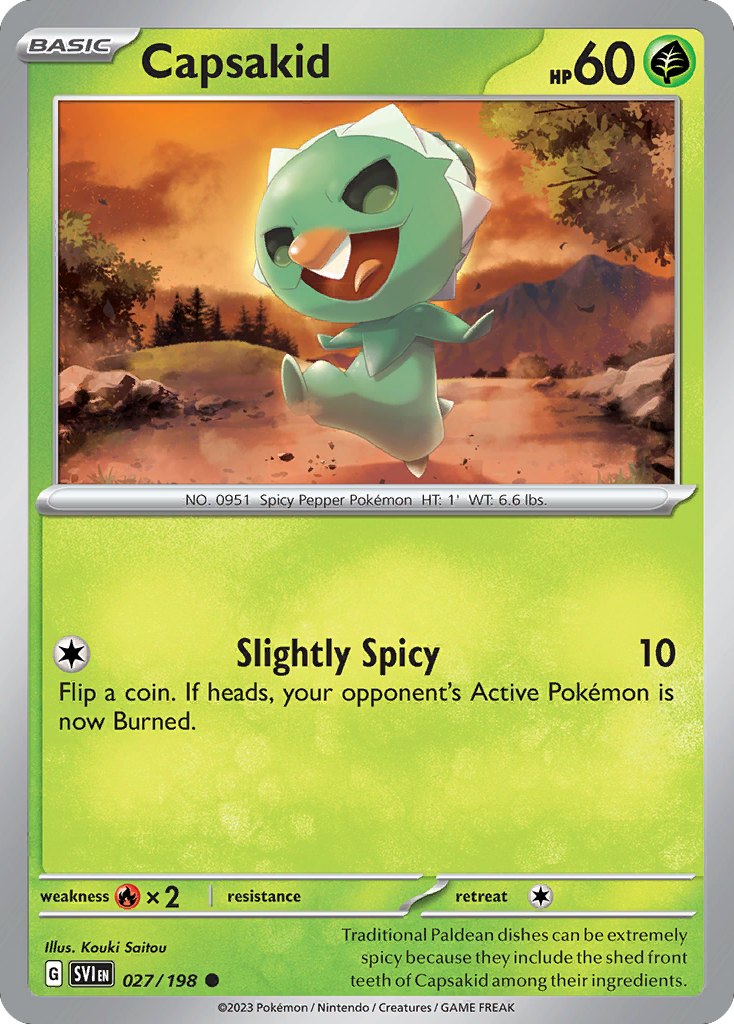 BASIC
Capsakid
HP 60
NO. 0951 Spicy Pepper Pokémon HT: 1' WT: 6.6 lbs.
Slightly Spicy 10
Flip a coin. If heads, your opponent's Active Pokémon is
now Burned.
weakness ×2 resistance retreat
Illus. Kouki Saitou
Traditional Paldean dishes can be extremely
spicy because they include the shed front
teeth of Capsakid among their ingredients.
G SVI EN 027/198
©2023 Pokémon / Nintendo / Creatures / GAME FREAK